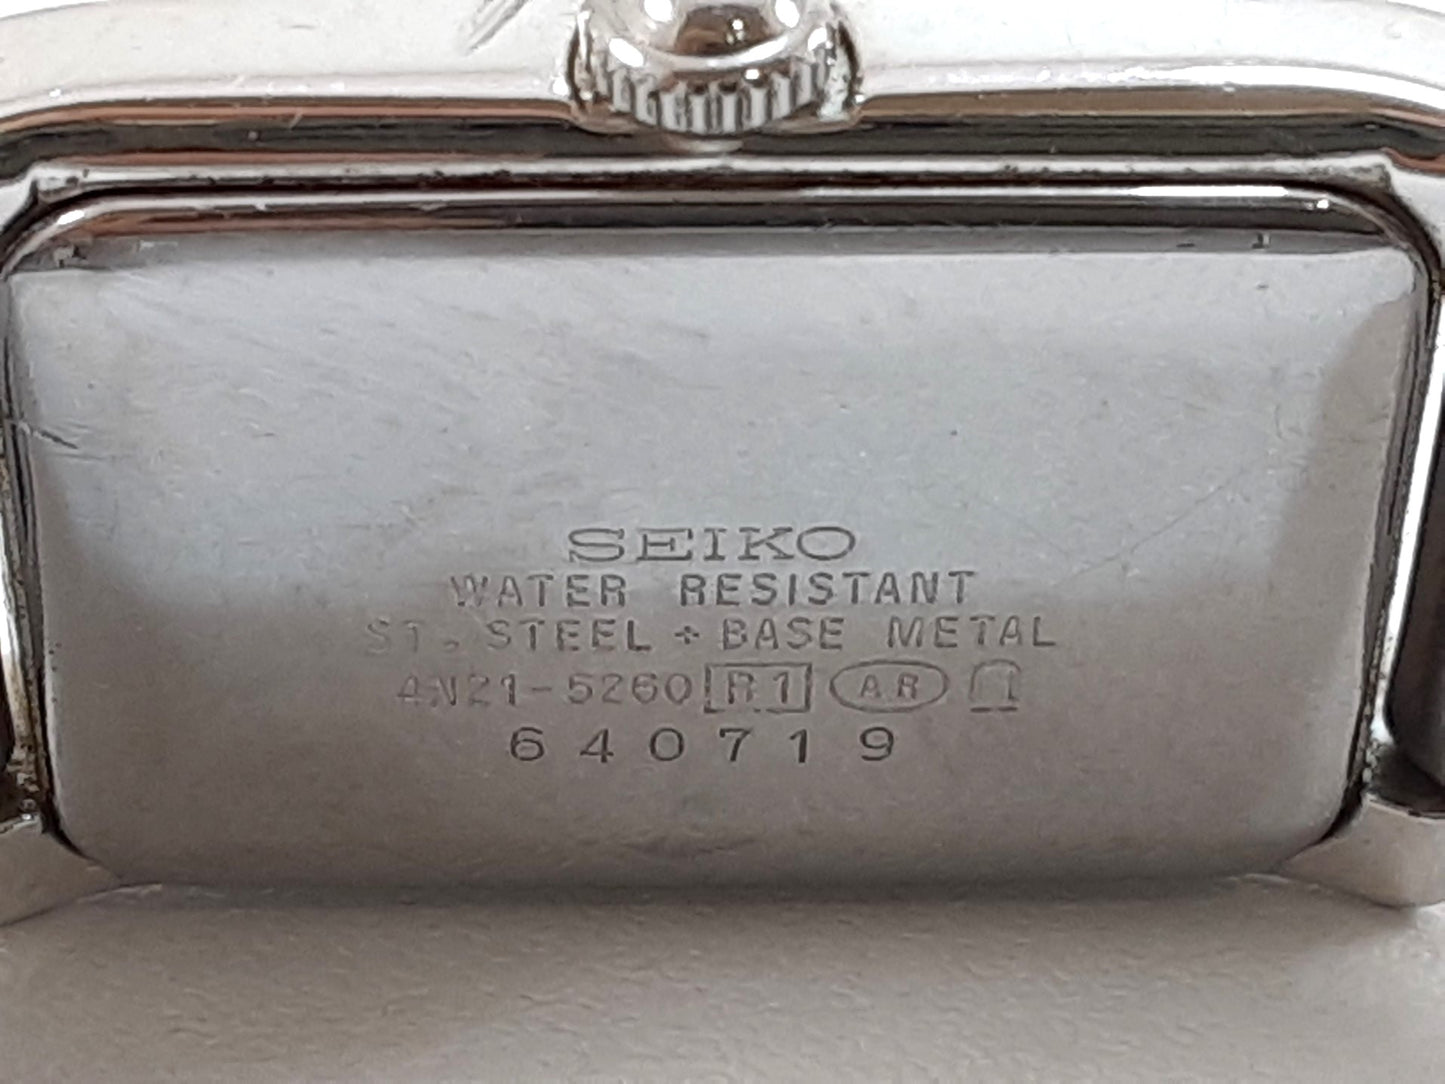 SEIKO
WATER RESISTANT
ST. STEEL + BASE METAL
4N21-5260 R1 AR
640719